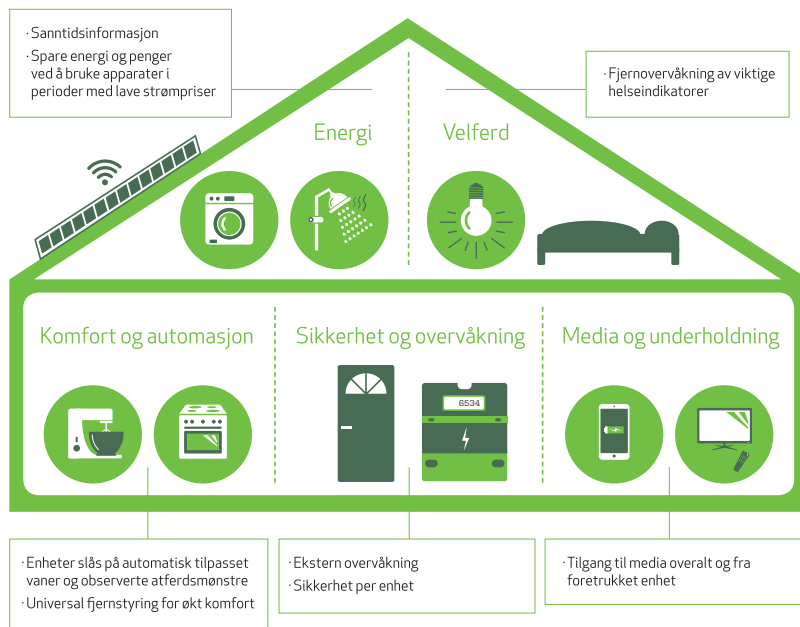 · Sanntidsinformasjon
· Spare energi og penger
ved å bruke apparater i
perioder med lave strømpriser
· Fjernovervåkning av viktige
helseindikatorer
Energi
Velferd
Komfort og automasjon
Sikkerhet og overvåkning
Media og underholdning
6534
· Enheter slås på automatisk tilpasset
vaner og observerte atferdsmønstre
· Universal fjernstyring for økt komfort
· Ekstern overvåkning
· Sikkerhet per enhet
· Tilgang til media overalt og fra
foretrukket enhet